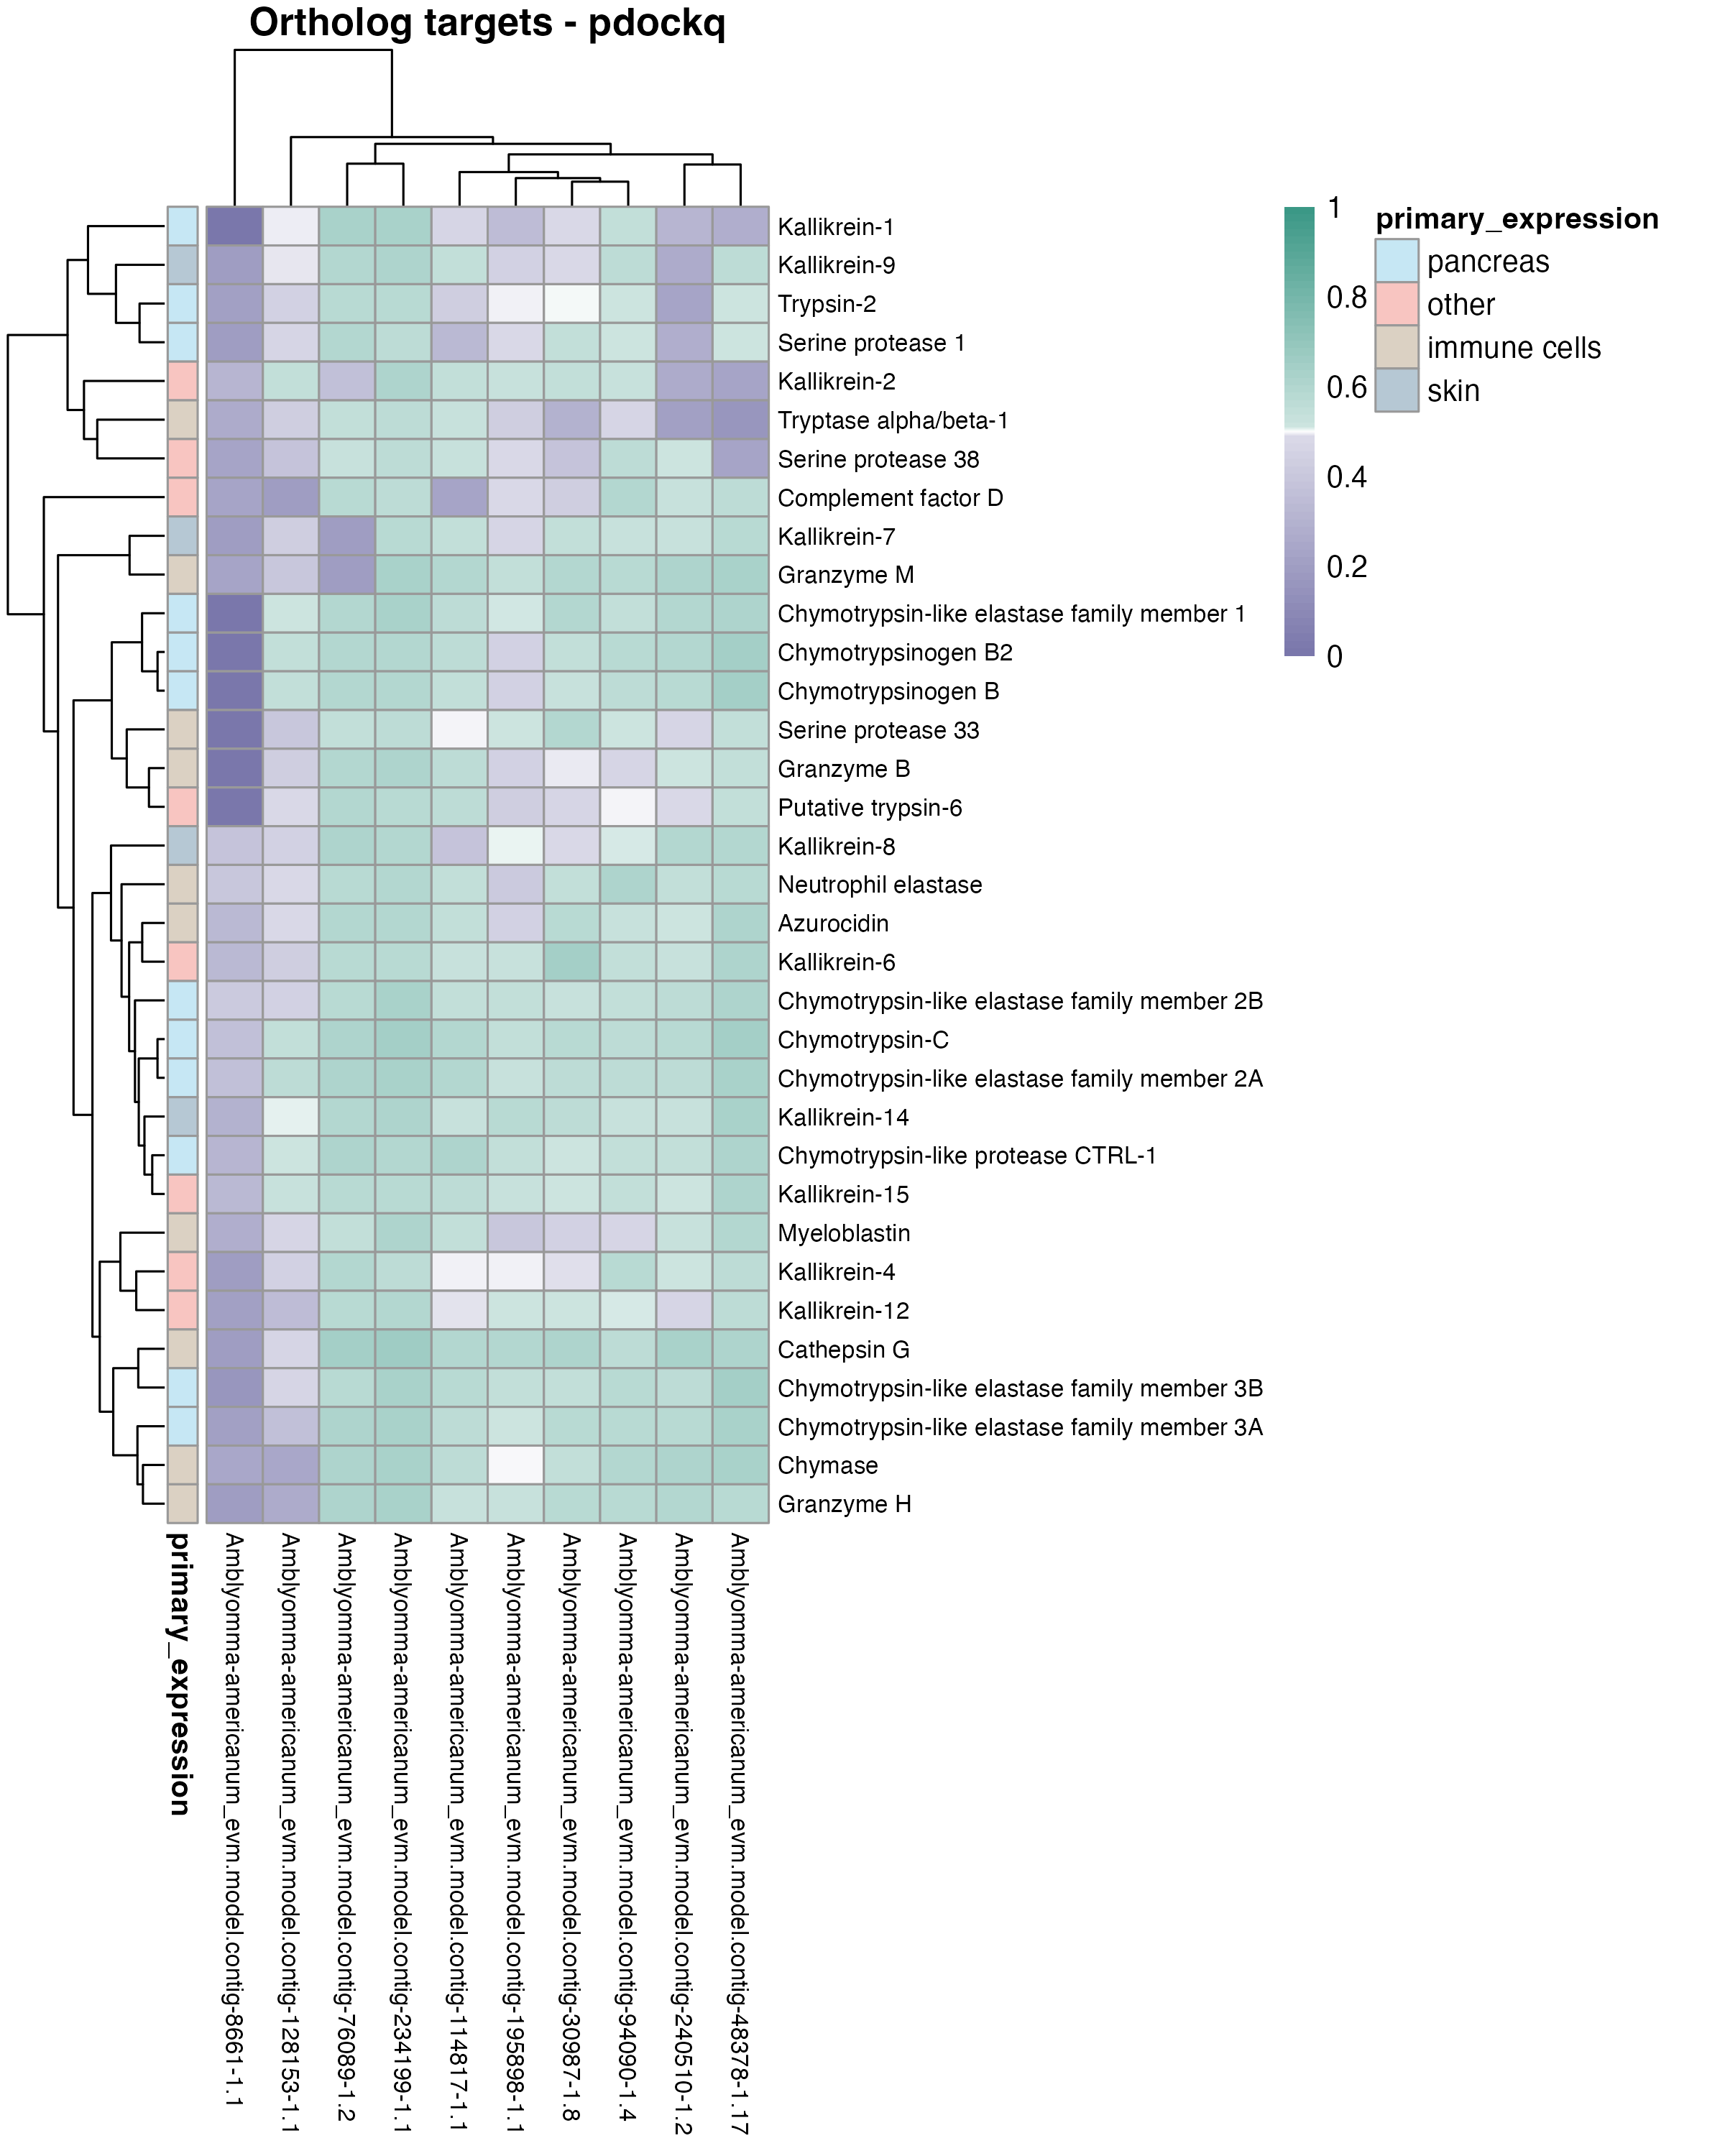 Ortholog targets - pdockq
Kallikrein-1
Kallikrein-9
Trypsin-2
Serine protease 1
Kallikrein-2
Tryptase alpha/beta-1
Serine protease 38
Complement factor D
Kallikrein-7
Granzyme M
Chymotrypsin-like elastase family member 1
Chymotrypsinogen B2
Chymotrypsinogen B
Serine protease 33
Granzyme B
Putative trypsin-6
Kallikrein-8
Neutrophil elastase
Azurocidin
Kallikrein-6
Chymotrypsin-like elastase family member 2B
Chymotrypsin-C
Chymotrypsin-like elastase family member 2A
Kallikrein-14
Chymotrypsin-like protease CTRL-1
Kallikrein-15
Myeloblastin
Kallikrein-4
Kallikrein-12
Cathepsin G
Chymotrypsin-like elastase family member 3B
Chymotrypsin-like elastase family member 3A
Chymase
Granzyme H
1
0.8
0.6
0.4
0.2
0
primary_expression
pancreas
other
immune cells
skin
primary_expression
Amblyomma-americanum_evm.model.contig-8661-1.1
Amblyomma-americanum_evm.model.contig-128153-1.1
Amblyomma-americanum_evm.model.contig-76089-1.2
Amblyomma-americanum_evm.model.contig-234199-1.1
Amblyomma-americanum_evm.model.contig-114817-1.1
Amblyomma-americanum_evm.model.contig-195898-1.1
Amblyomma-americanum_evm.model.contig-30987-1.8
Amblyomma-americanum_evm.model.contig-94090-1.4
Amblyomma-americanum_evm.model.contig-240510-1.2
Amblyomma-americanum_evm.model.contig-48378-1.17